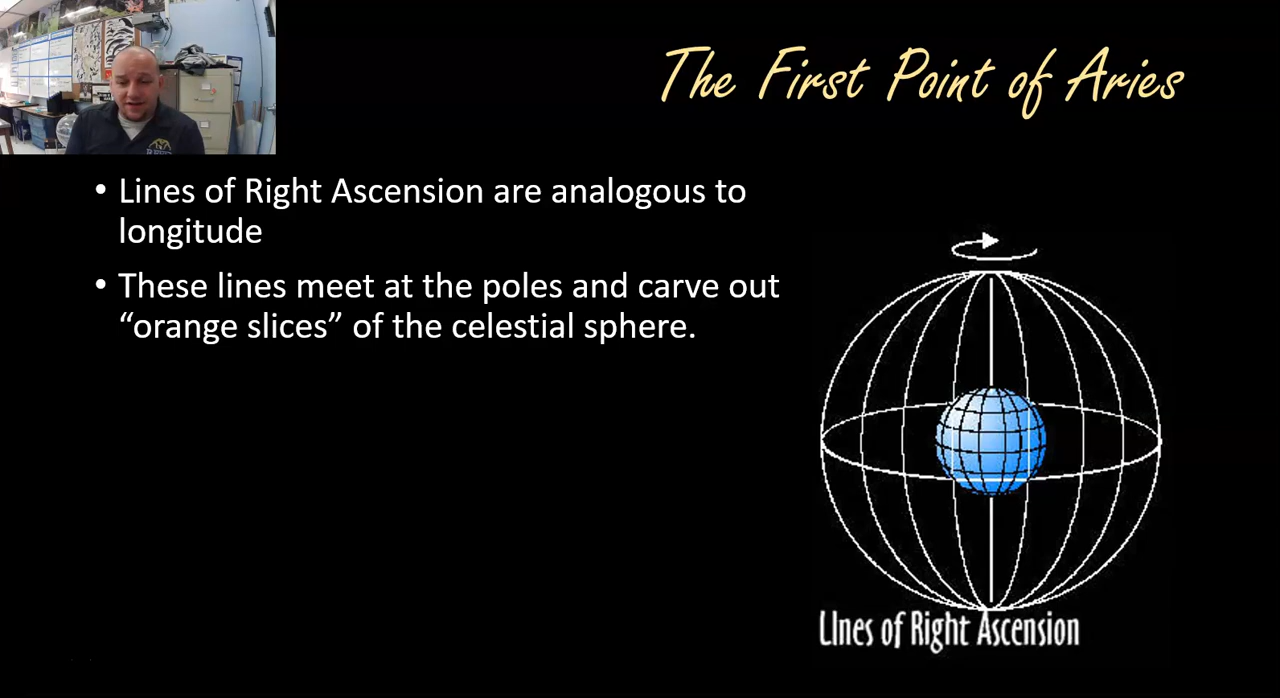 The First Point of Aries
• Lines of Right Ascension are analogous to
longitude
• These lines meet at the poles and carve out
“orange slices” of the celestial sphere.
LInes of Right Ascension